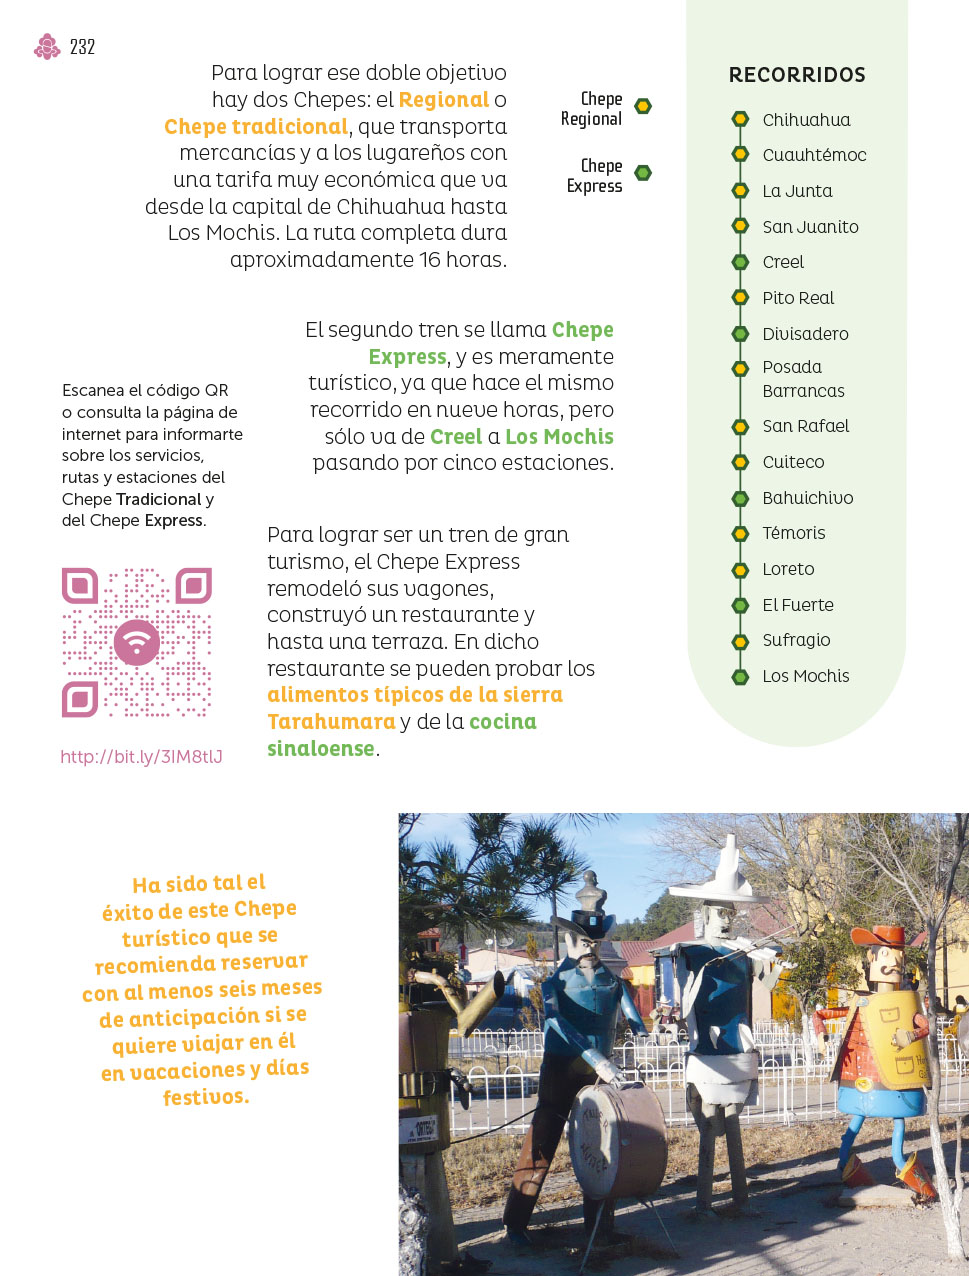 232
Para lograr ese doble objetivo
hay dos Chepes: el Regional o
Chepe tradicional, que transporta
mercancías y a los lugareños con
una tarifa muy económica que va
desde la capital de Chihuahua hasta
Los Mochis. La ruta completa dura
aproximadamente 16 horas.
Chepe
Regional
Chepe
Express
El segundo tren se llama Chepe
Express, y es meramente
turístico, ya que hace el mismo
recorrido en nueve horas, pero
sólo va de Creel a Los Mochis
pasando por cinco estaciones.
Escanea el código QR
o consulta la página de
internet para informarte
sobre los servicios,
rutas y estaciones del
Chepe Tradicional y
del Chepe Express.
http://bit.ly/3IM8tlJ
Para lograr ser un tren de gran
turismo, el Chepe Express
remodeló sus vagones,
construyó un restaurante y
hasta una terraza. En dicho
restaurante se pueden probar los
alimentos típicos de la sierra
Tarahumara y de la cocina
sinaloense.
RECORRIDOS
Chihuahua
Cuauhtémoc
La Junta
San Juanito
Creel
Pito Real
Divisadero
Posada
Barrancas
San Rafael
Cuiteco
Bahuichivo
Témoris
Loreto
El Fuerte
Sufragio
Los Mochis
Ha sido tal el
éxito de este Chepe
turístico que se
recomienda reservar
con al menos seis meses
de anticipación si se
quiere viajar en él
en vacaciones y días
festivos.